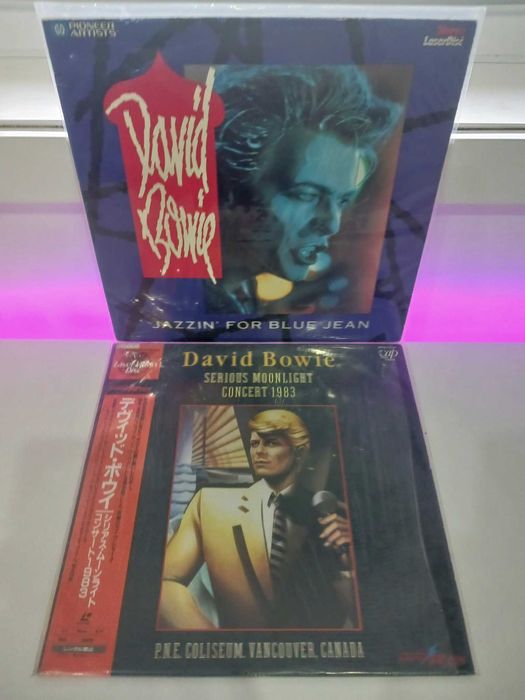 PIONEER
ARTISTS
Stereo
LaserDisc
David
Bowie
JAZZIN' FOR BLUE JEAN
David Bowie
SERIOUS MOONLIGHT
CONCERT 1983
vap
デヴィッド・ボウイ
シリアス・ムーンライト
コンサート1983
P.N.E. COLISEUM, VANCOUVER, CANADA